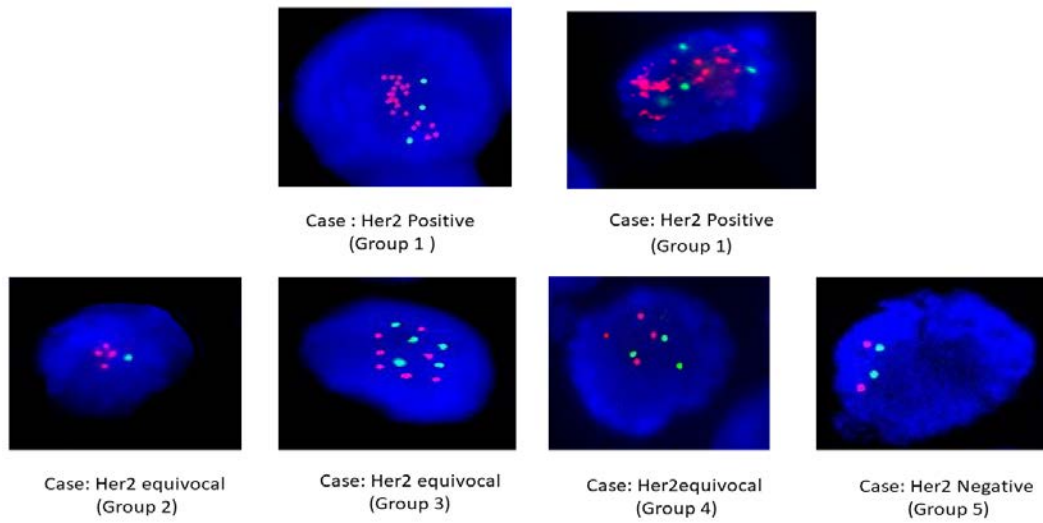 Case : Her2 Positive
(Group 1 )
Case: Her2 Positive
(Group 1)
Case: Her2 equivocal
(Group 2)
Case: Her2 equivocal
(Group 3)
Case: Her2equivocal
(Group 4)
Case: Her2 Negative
(Group 5)